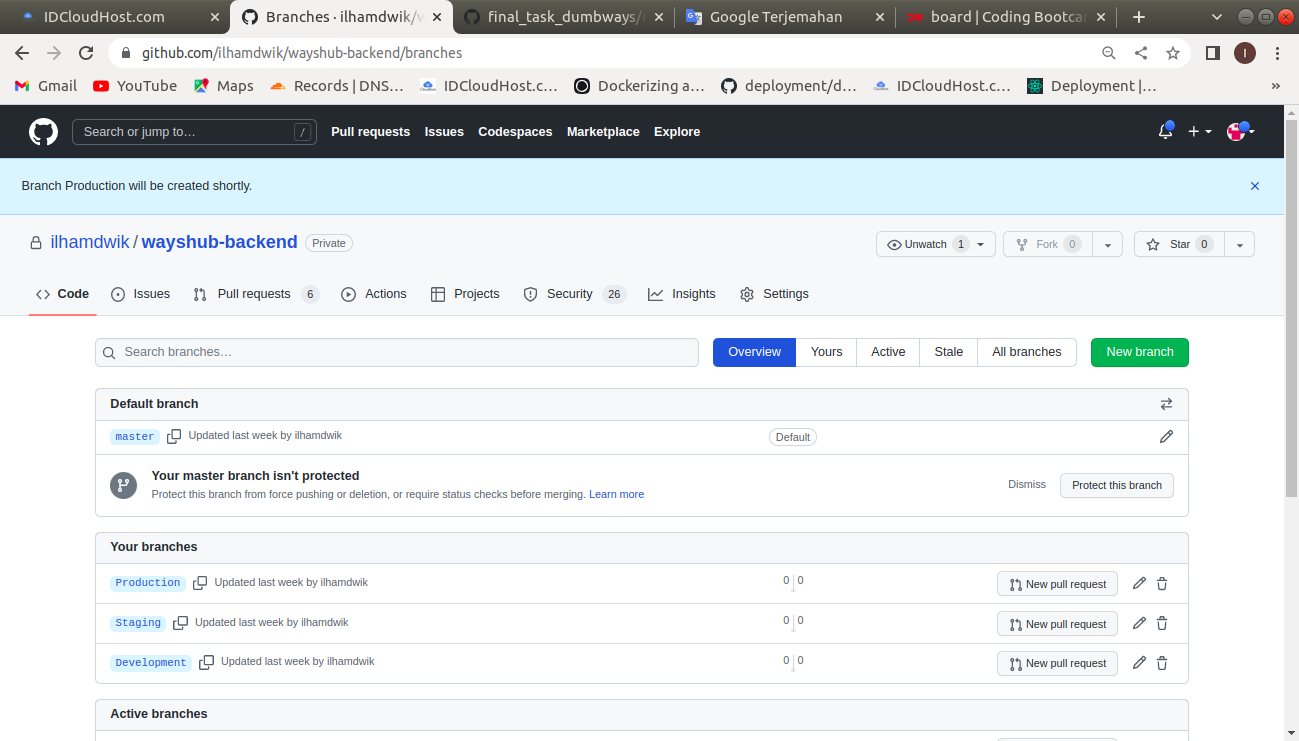 IDCloudHost.com
Branches · ilhamdwik/w
final_task_dumbways/
Google Terjemahan
board | Coding Bootcam
github.com/ilhamdwik/wayshub-backend/branches
I
Gmail YouTube Maps Records | DNS… IDCloudHost.c… Dockerizing a… deployment/d… IDCloudHost.c… Deployment |… »
Search or jump to… / Pull requests Issues Codespaces Marketplace Explore
Branch Production will be created shortly.
ilhamdwik / wayshub-backend Private
Unwatch 1 Fork 0 Star 0
Code Issues Pull requests 6 Actions Projects Security 26 Insights Settings
Search branches… Overview Yours Active Stale All branches New branch
Default branch
master Updated last week by ilhamdwik Default
Your master branch isn't protected
Protect this branch from force pushing or deletion, or require status checks before merging. Learn more
Dismiss Protect this branch
Your branches
Production Updated last week by ilhamdwik 0 0 New pull request
Staging Updated last week by ilhamdwik 0 0 New pull request
Development Updated last week by ilhamdwik 0 0 New pull request
Active branches